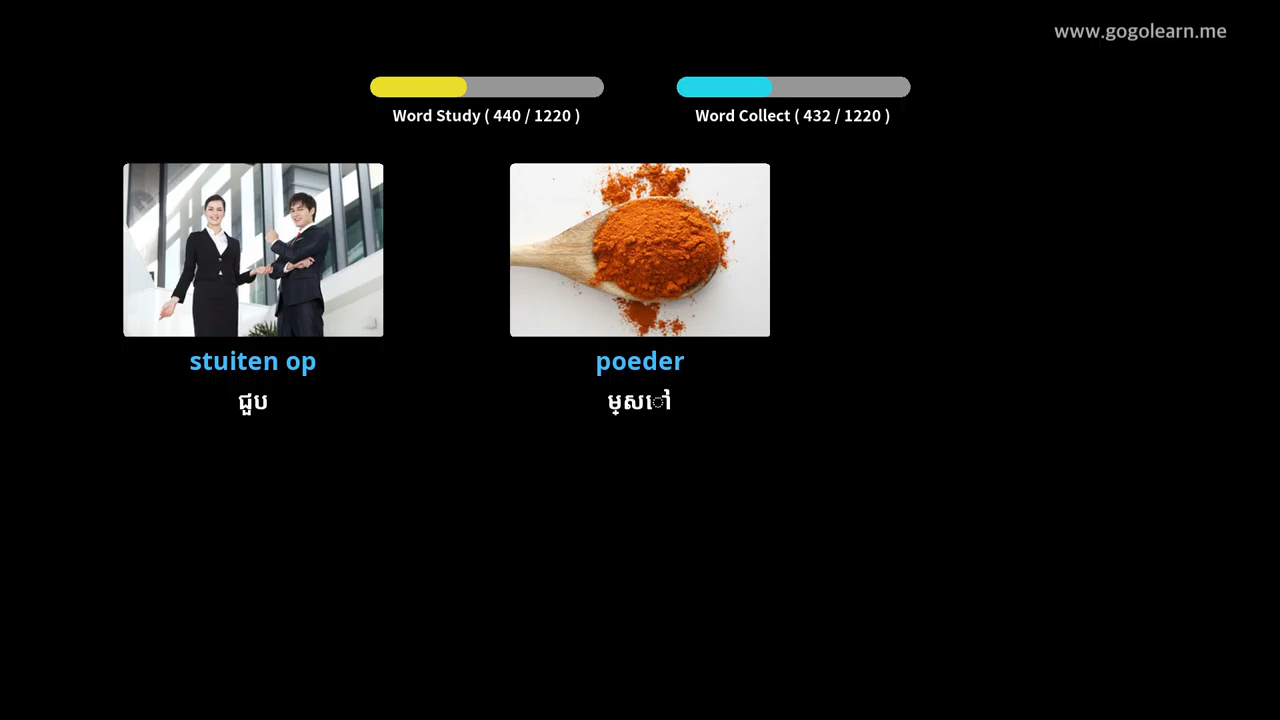 www.gogolearn.me
Word Study ( 440 / 1220 )
Word Collect ( 432 / 1220 )
stuiten op
poeder
ជួប
ម្សៅ